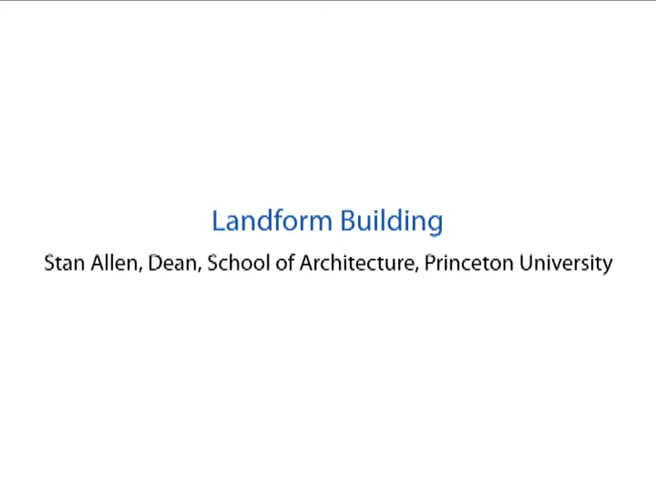 Landform Building
Stan Allen, Dean, School of Architecture, Princeton University